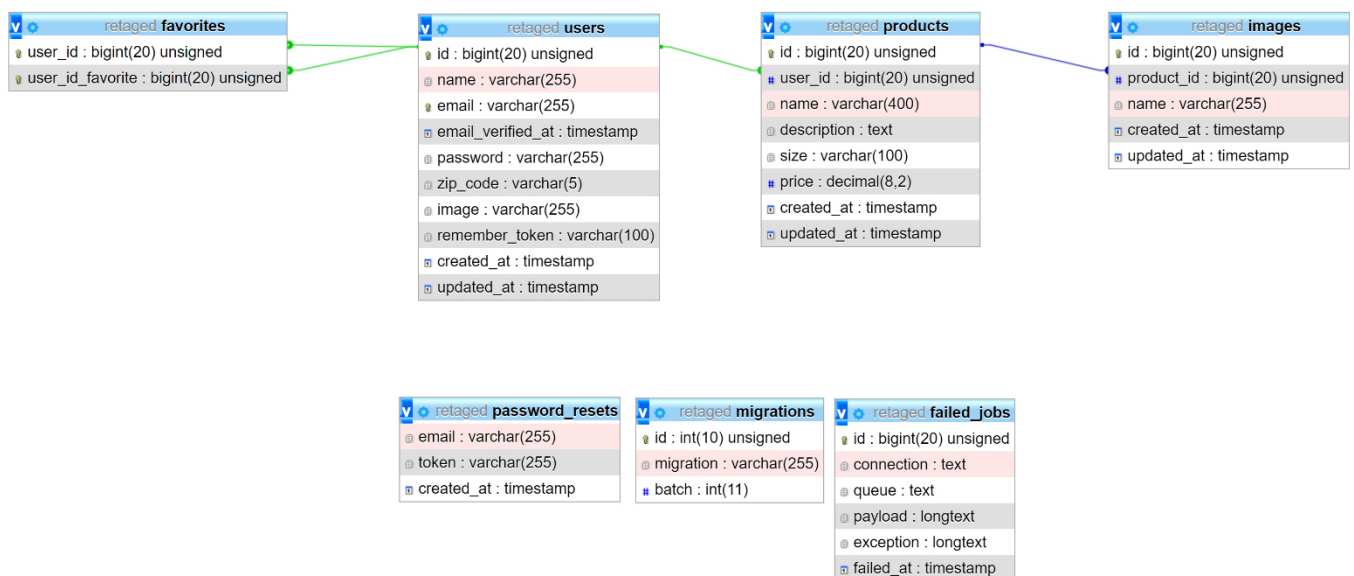 retaged favorites
user_id : bigint(20) unsigned
user_id_favorite : bigint(20) unsigned
retaged users
id : bigint(20) unsigned
name : varchar(255)
email : varchar(255)
email_verified_at : timestamp
password : varchar(255)
zip_code : varchar(5)
image : varchar(255)
remember_token : varchar(100)
created_at : timestamp
updated_at : timestamp
retaged products
id : bigint(20) unsigned
user_id : bigint(20) unsigned
name : varchar(400)
description : text
size : varchar(100)
price : decimal(8,2)
created_at : timestamp
updated_at : timestamp
retaged images
id : bigint(20) unsigned
product_id : bigint(20) unsigned
name : varchar(255)
created_at : timestamp
updated_at : timestamp
retaged password_resets
email : varchar(255)
token : varchar(255)
created_at : timestamp
retaged migrations
id : int(10) unsigned
migration : varchar(255)
batch : int(11)
retaged failed_jobs
id : bigint(20) unsigned
connection : text
queue : text
payload : longtext
exception : longtext
failed_at : timestamp